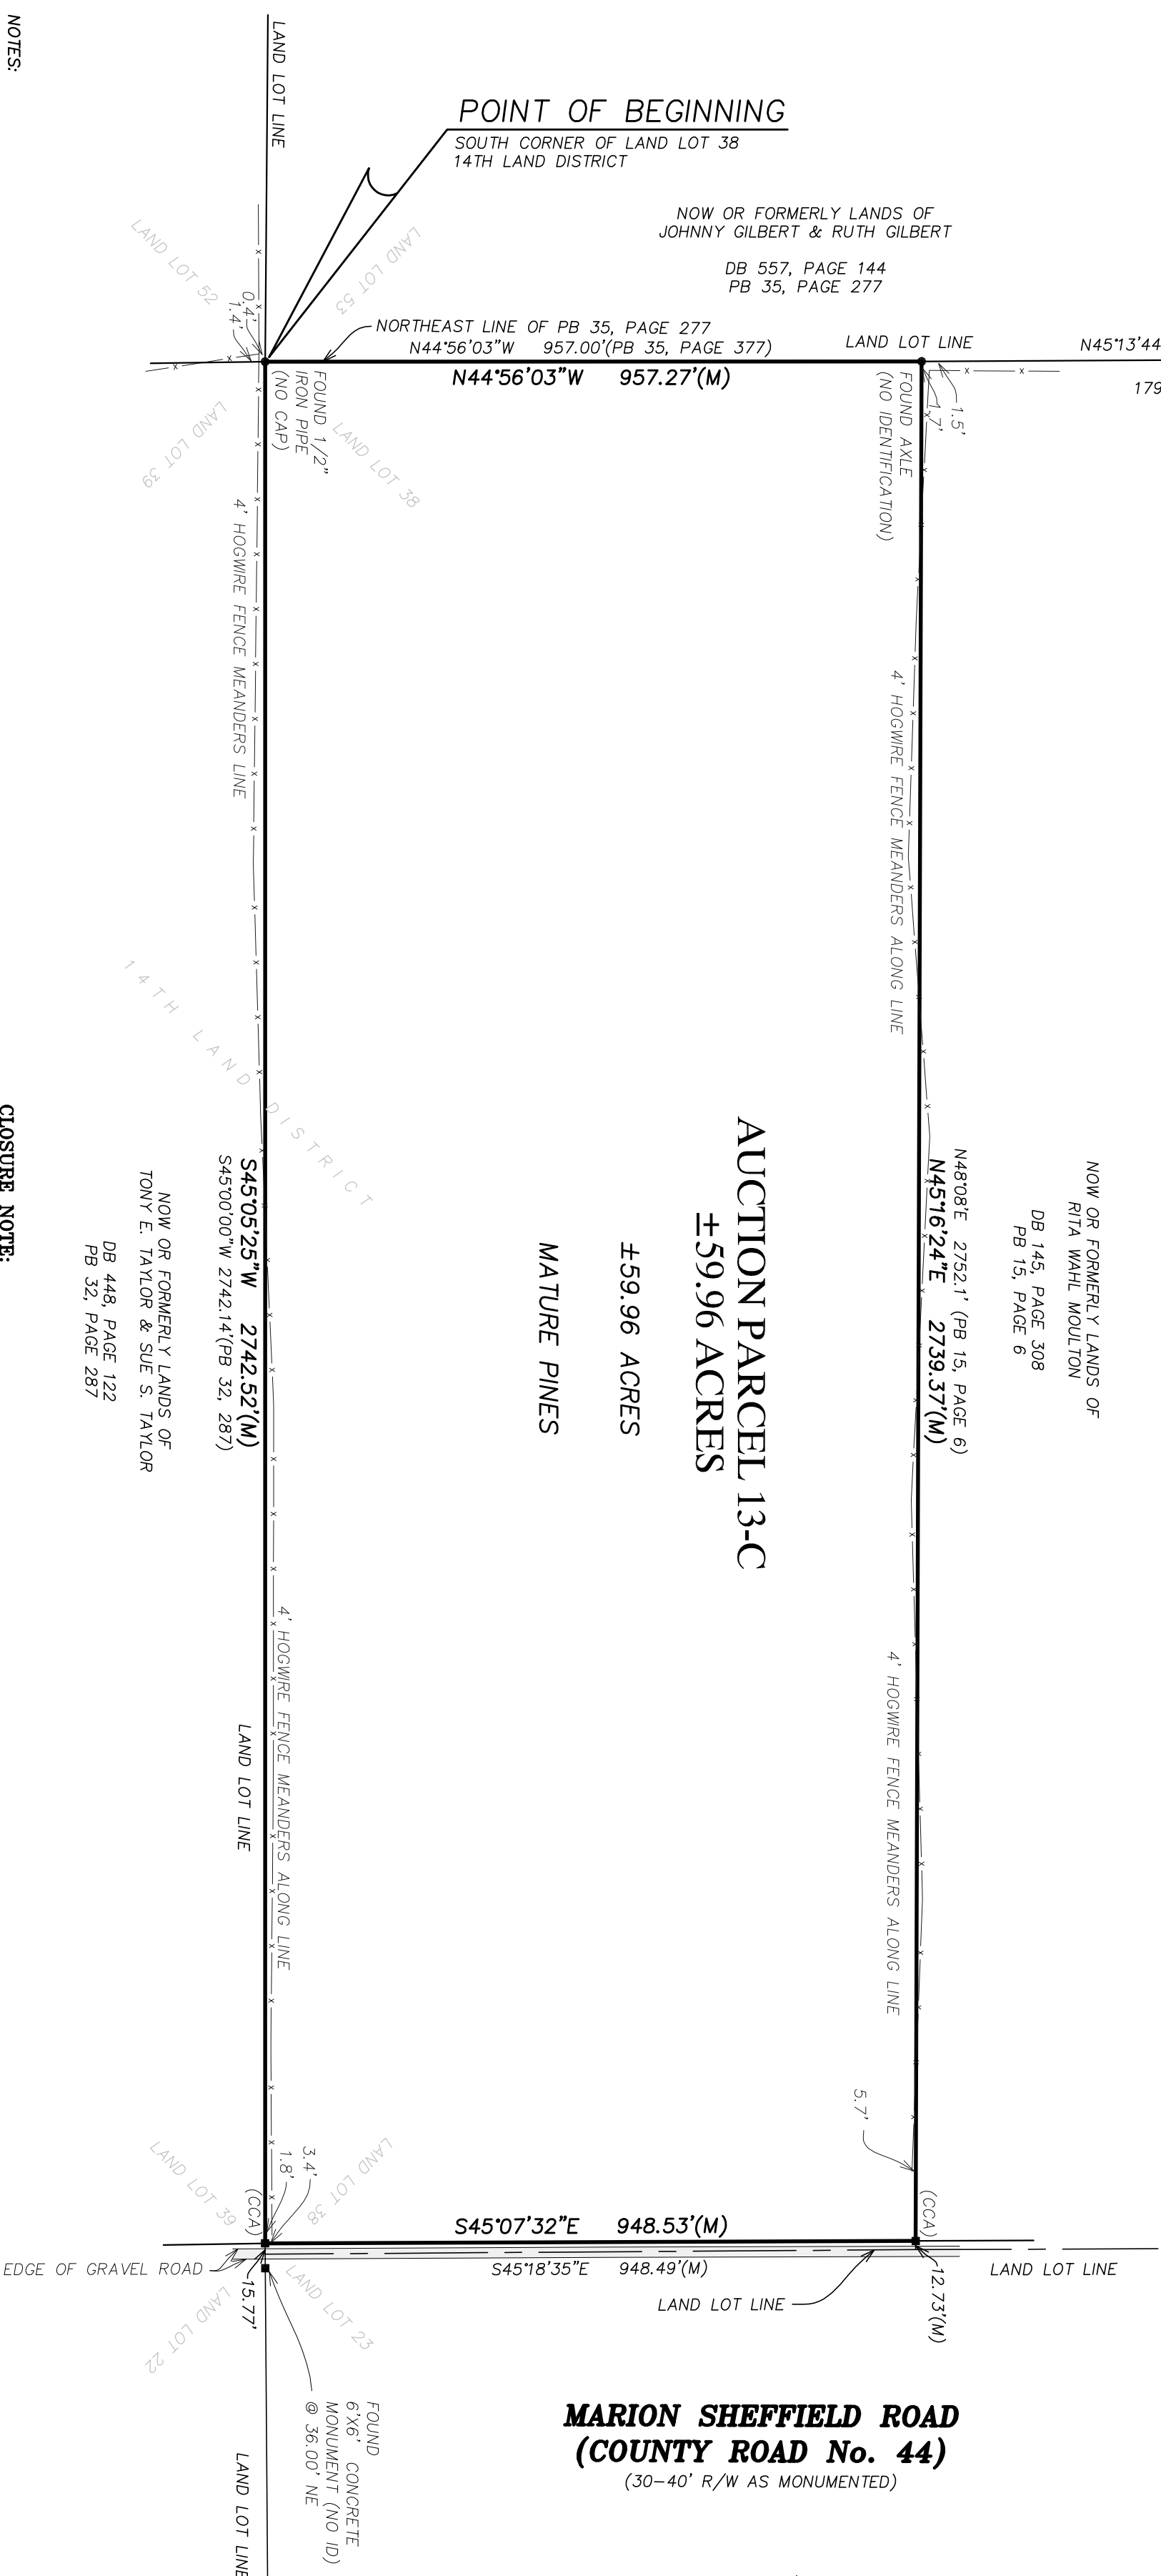 NOTES:
LAND LOT LINE
POINT OF BEGINNING
SOUTH CORNER OF LAND LOT 38
14TH LAND DISTRICT
NOW OR FORMERLY LANDS OF
JOHNNY GILBERT & RUTH GILBERT
DB 557, PAGE 144
PB 35, PAGE 277
LAND LOT 52
LAND LOT 53
0.4'
1.4'
NORTHEAST LINE OF PB 35, PAGE 277
N44°56'03"W 957.00'(PB 35, PAGE 377)
LAND LOT LINE
N45°13'44
N44°56'03"W 957.27'(M)
179
FOUND 1/2"
IRON PIPE
(NO CAP)
LAND LOT 39
LAND LOT 38
FOUND AXLE
(NO IDENTIFICATION)
1.7'
1.5'
4' HOGWIRE FENCE MEANDERS LINE
4' HOGWIRE FENCE MEANDERS ALONG LINE
14TH LAND DISTRICT
AUCTION PARCEL 13-C
±59.96 ACRES
±59.96 ACRES
MATURE PINES
N48°08'E 2752.1' (PB 15, PAGE 6)
N45°16'24"E 2739.37'(M)
NOW OR FORMERLY LANDS OF
RITA WAHL MOULTON
DB 145, PAGE 308
PB 15, PAGE 6
CLOSURE NOTE:
S45°05'25"W 2742.52'(M)
S45°00'00"W 2742.14'(PB 32, 287)
NOW OR FORMERLY LANDS OF
TONY E. TAYLOR & SUE S. TAYLOR
DB 448, PAGE 122
PB 32, PAGE 287
4' HOGWIRE FENCE MEANDERS ALONG LINE
4' HOGWIRE FENCE MEANDERS ALONG LINE
LAND LOT LINE
5.7'
3.4'
1.8'
LAND LOT 39
LAND LOT 38
(CCA)
(CCA)
S45°07'32"E 948.53'(M)
S45°18'35"E 948.49'(M)
EDGE OF GRAVEL ROAD
LAND LOT LINE
LAND LOT LINE
15.77'
12.73'(M)
LAND LOT 22
LAND LOT 23
FOUND
6'X6' CONCRETE
MONUMENT (NO ID)
@ 36.00' NE
MARION SHEFFIELD ROAD
(COUNTY ROAD No. 44)
(30-40' R/W AS MONUMENTED)
LAND LOT LINE